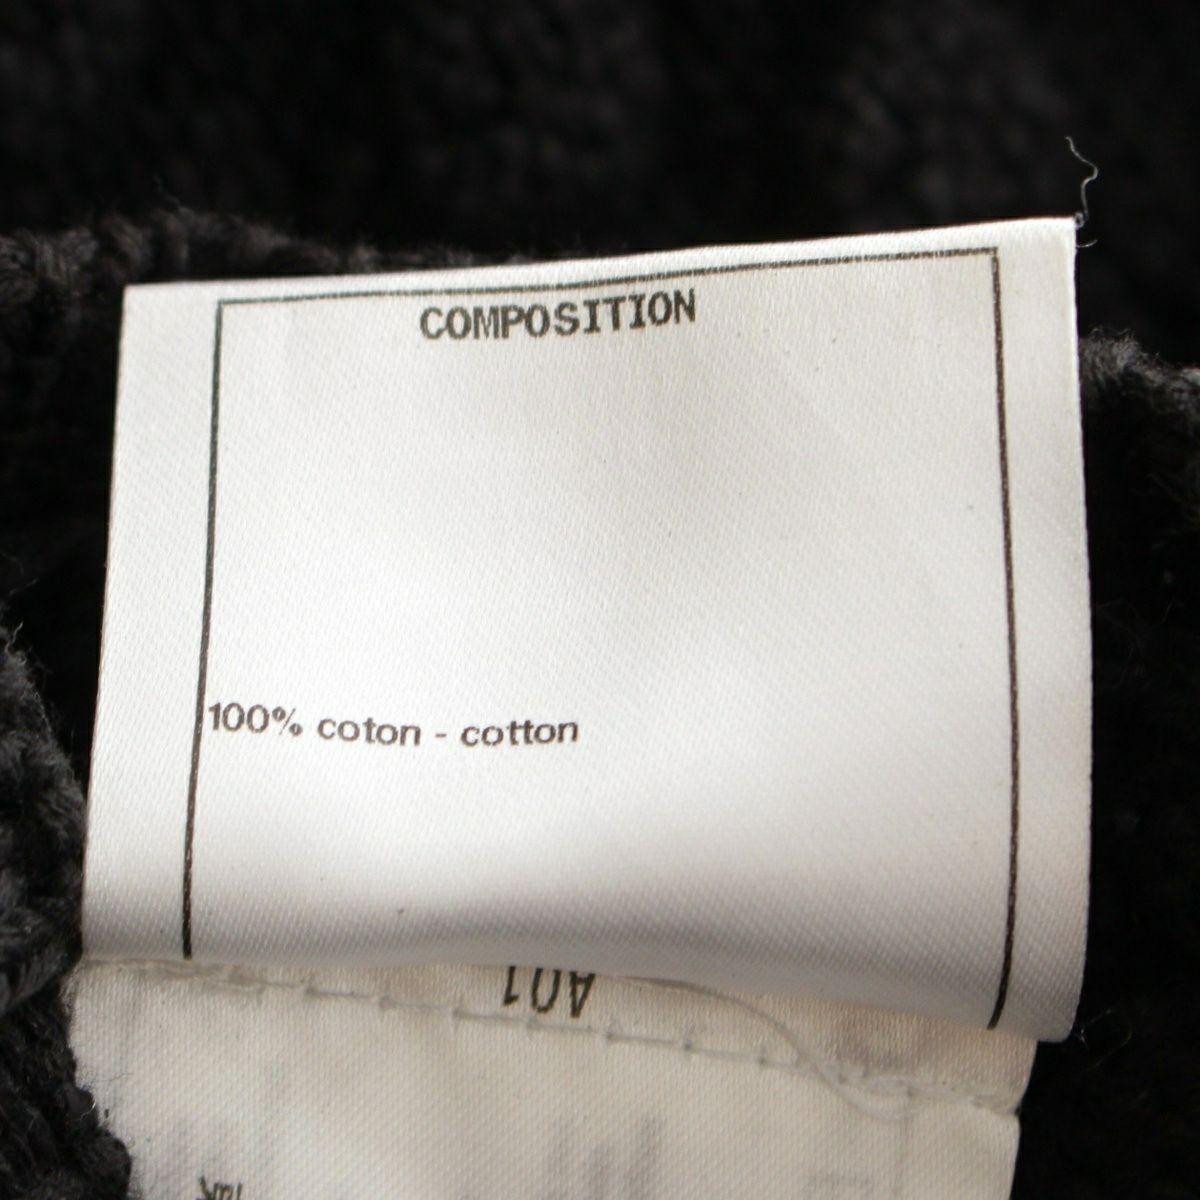 COMPOSITION
100% coton - cotton
A01